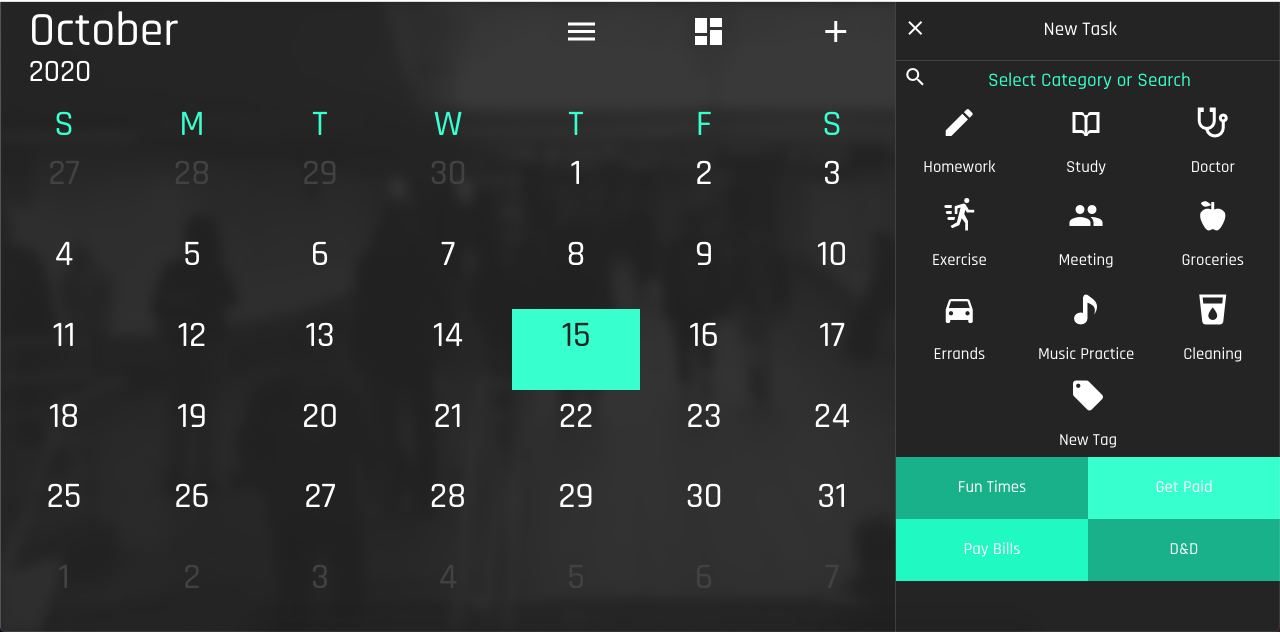 October
2020
S M T W T F S
27 28 29 30 1 2 3
4 5 6 7 8 9 10
11 12 13 14 15 16 17
18 19 20 21 22 23 24
25 26 27 28 29 30 31
1 2 3 4 5 6 7
New Task
Select Category or Search
Homework Study Doctor
Exercise Meeting Groceries
Errands Music Practice Cleaning
New Tag
Fun Times Get Paid
Pay Bills D&D